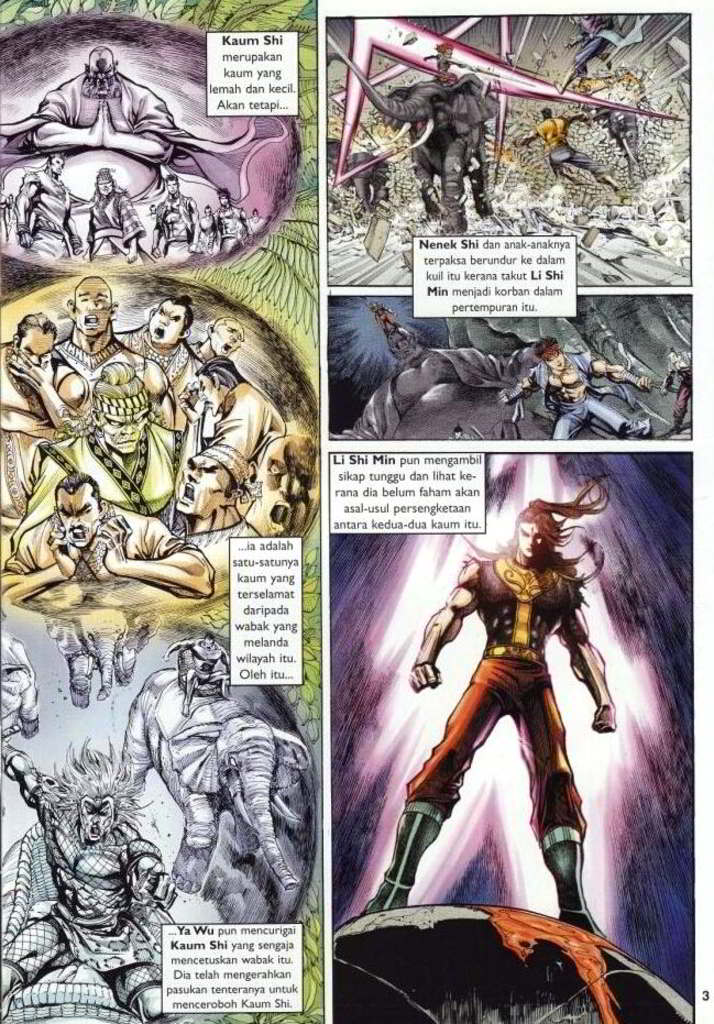 Kaum Shi
merupakan
kaum yang
lemah dan kecil.
Akan tetapi...
...ia adalah
satu-satunya
kaum yang
terselamat
daripada
wabak yang
melanda
wilayah itu.
Oleh itu...
...Ya Wu pun mencurigai
Kaum Shi yang sengaja
mencetuskan wabak itu.
Dia telah mengerahkan
pasukan tenteranya untuk
menceroboh Kaum Shi.
Nenek Shi dan anak-anaknya
terpaksa berundur ke dalam
kuil itu kerana takut Li Shi
Min menjadi korban dalam
pertempuran itu.
Li Shi Min pun mengambil
sikap tunggu dan lihat ke-
rana dia belum faham akan
asal-usul persengketaan
antara kedua-dua kaum itu.
3